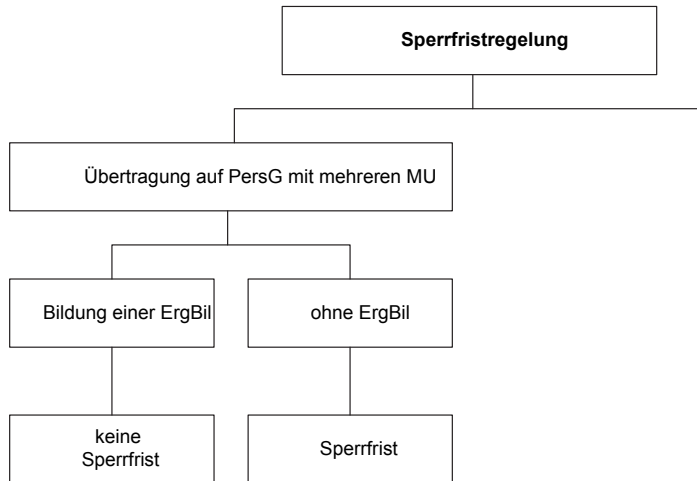 Sperrfristregelung
Übertragung auf PersG mit mehreren MU
Bildung einer ErgBil
ohne ErgBil
keine
Sperrfrist
Sperrfrist